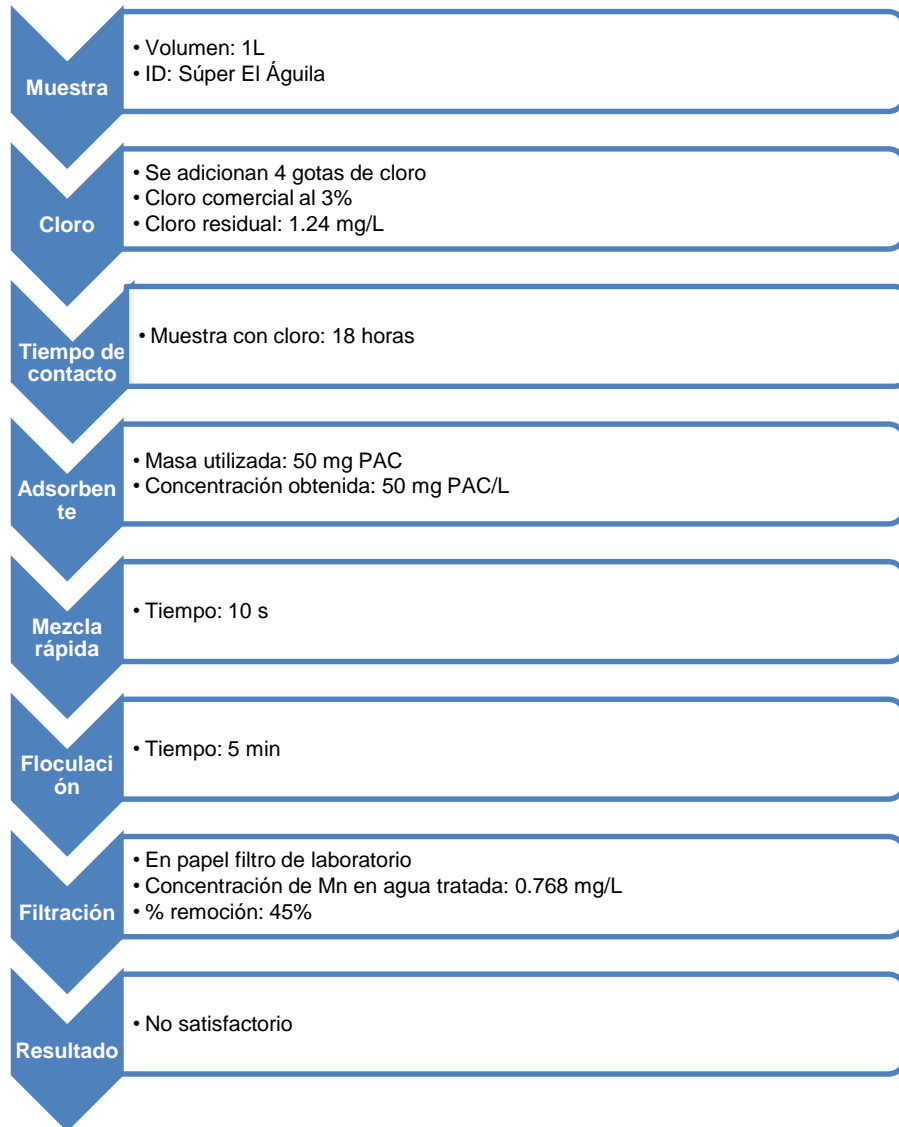 Muestra
• Volumen: 1L
• ID: Súper El Águila
Cloro
• Se adicionan 4 gotas de cloro
• Cloro comercial al 3%
• Cloro residual: 1.24 mg/L
Tiempo de
contacto
• Muestra con cloro: 18 horas
Adsorben
te
• Masa utilizada: 50 mg PAC
• Concentración obtenida: 50 mg PAC/L
Mezcla
rápida
• Tiempo: 10 s
Floculaci
ón
• Tiempo: 5 min
Filtración
• En papel filtro de laboratorio
• Concentración de Mn en agua tratada: 0.768 mg/L
• % remoción: 45%
Resultado
• No satisfactorio